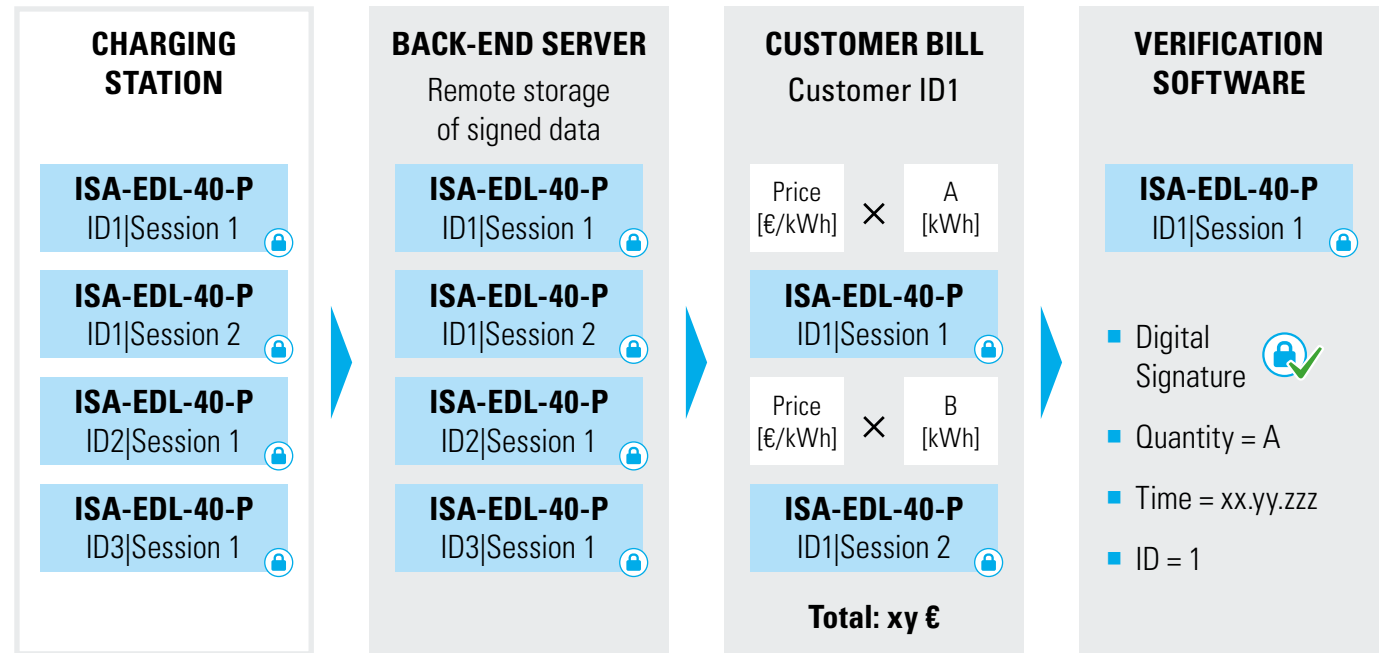 CHARGING
STATION
ISA-EDL-40-P
ID1|Session 1
ISA-EDL-40-P
ID1|Session 2
ISA-EDL-40-P
ID2|Session 1
ISA-EDL-40-P
ID3|Session 1
BACK-END SERVER
Remote storage
of signed data
ISA-EDL-40-P
ID1|Session 1
ISA-EDL-40-P
ID1|Session 2
ISA-EDL-40-P
ID2|Session 1
ISA-EDL-40-P
ID3|Session 1
CUSTOMER BILL
Customer ID1
Price
[€/kWh]
×
A
[kWh]
ISA-EDL-40-P
ID1|Session 1
Price
[€/kWh]
×
B
[kWh]
ISA-EDL-40-P
ID1|Session 2
Total: xy €
VERIFICATION
SOFTWARE
ISA-EDL-40-P
ID1|Session 1
Digital
Signature
Quantity = A
Time = xx.yy.zzz
ID = 1